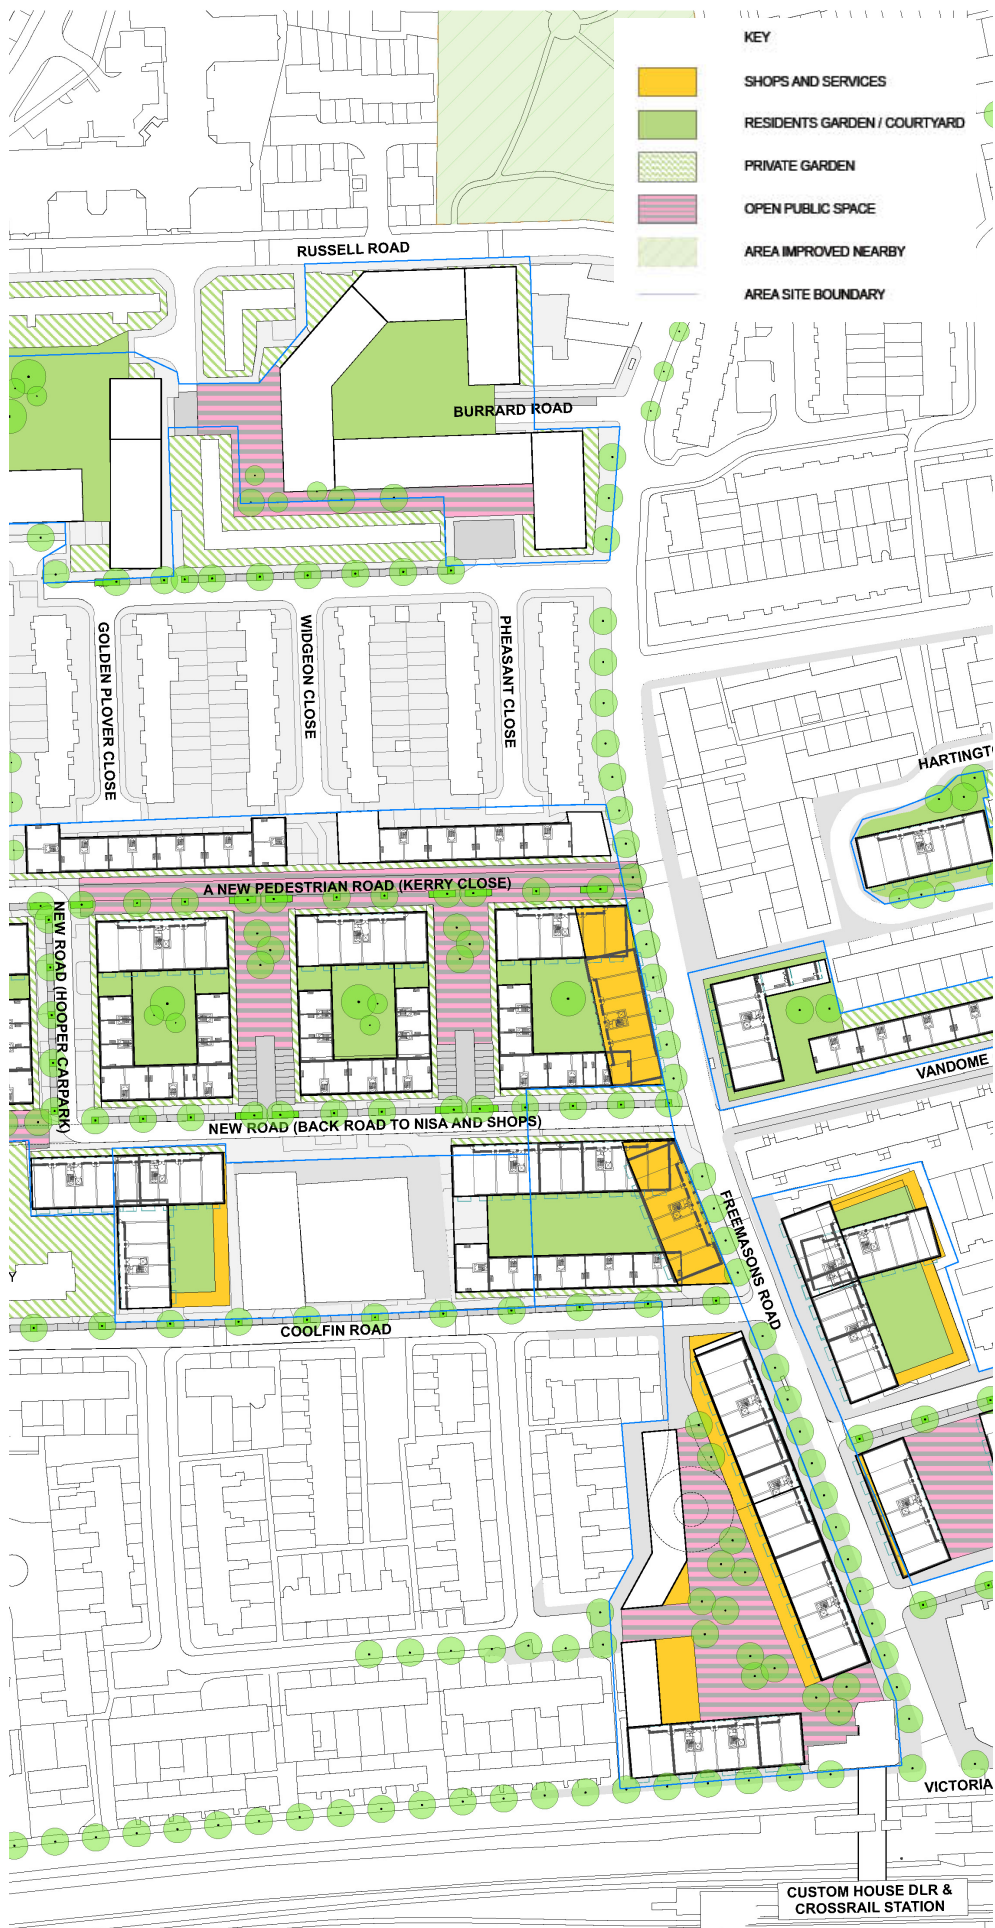 KEY
SHOPS AND SERVICES
RESIDENTS GARDEN / COURTYARD
PRIVATE GARDEN
OPEN PUBLIC SPACE
AREA IMPROVED NEARBY
AREA SITE BOUNDARY
RUSSELL ROAD
BURRARD ROAD
GOLDEN PLOVER CLOSE
WIDGEON CLOSE
PHEASANT CLOSE
HARTINGTO
A NEW PEDESTRIAN ROAD (KERRY CLOSE)
NEW ROAD (HOOPER CARPARK)
VANDOME
NEW ROAD (BACK ROAD TO NISA AND SHOPS)
FREEMASONS ROAD
Y
COOLFIN ROAD
VICTORIA
CUSTOM HOUSE DLR &
CROSSRAIL STATION